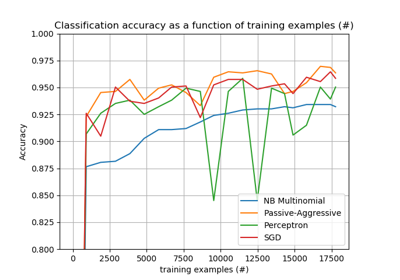 Classification accuracy as a function of training examples (#)
1.000
0.975
0.950
0.925
0.900
0.875
0.850
0.825
0.800
Accuracy
NB Multinomial
Passive-Aggressive
Perceptron
SGD
0 2500 5000 7500 10000 12500 15000 17500
training examples (#)